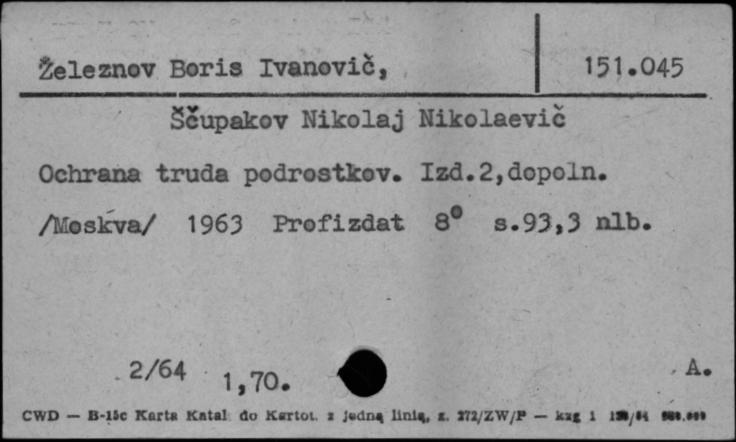 Železnov Boris Ivanovič, 151.045
Ščupakov Nikolaj Nikolaevič
Ochrana truda podrostkov. Izd.2,dopoln.
/Moskva/ 1963 Profizdat 8° s.93,3 nlb.
2/64 1,70. A.
CWD — B-15c Karta Katal do Kartot. z jedną linią, z. 272/ZW/P — kzg 1